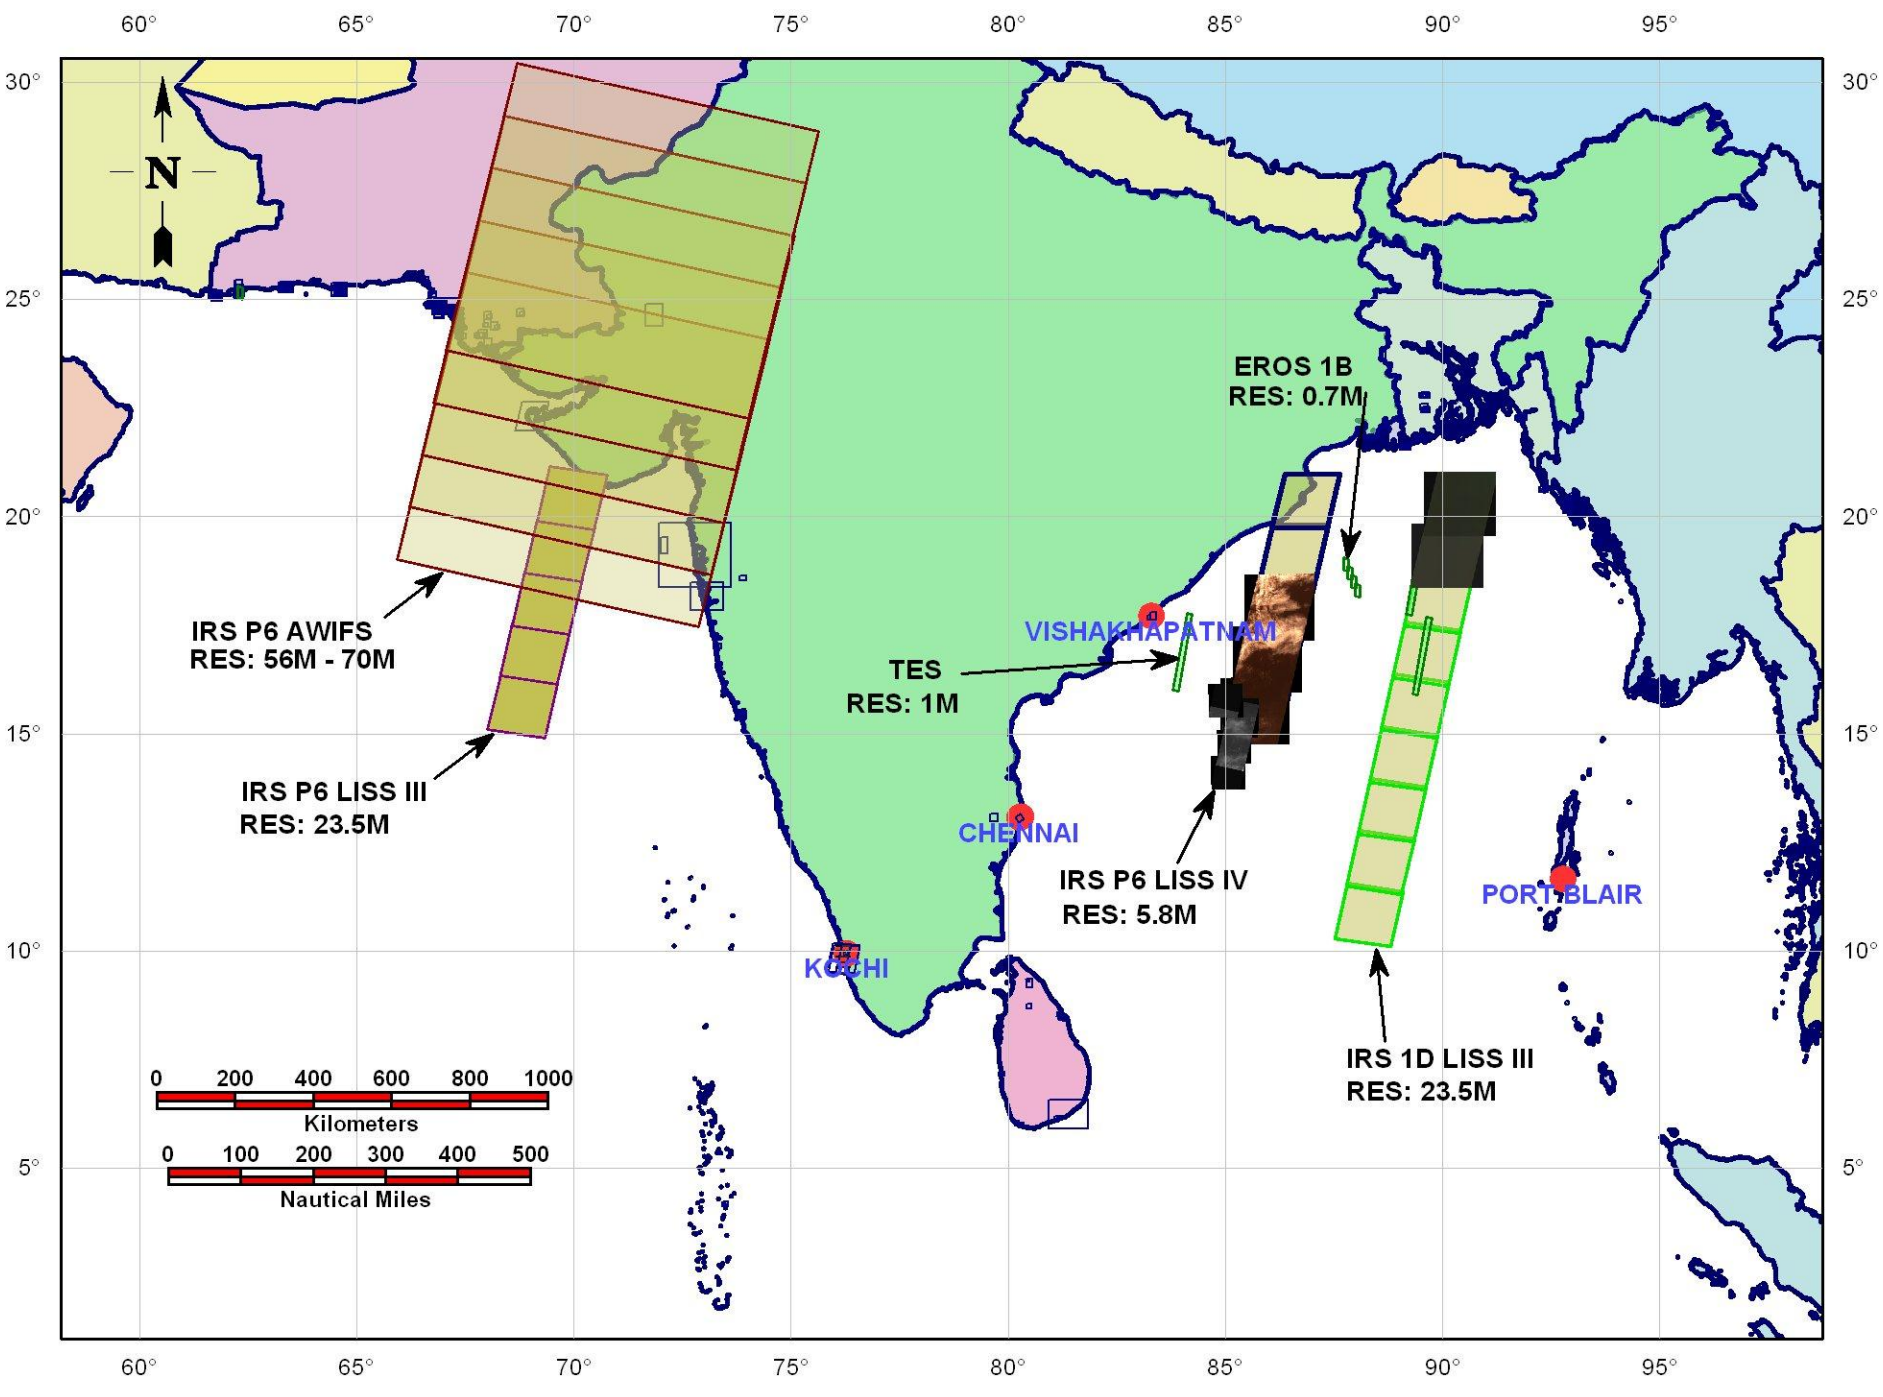 60° 65° 70° 75° 80° 85° 90° 95°
30° 30°
N
25° 25°
EROS 1B
RES: 0.7M
20° 20°
IRS P6 AWIFS
RES: 56M - 70M
VISHAKHAPATNAM
TES
RES: 1M
15° 15°
IRS P6 LISS III
RES: 23.5M
CHENNAI
IRS P6 LISS IV
RES: 5.8M
PORT BLAIR
10° 10°
KOCHI
IRS 1D LISS III
RES: 23.5M
0 200 400 600 800 1000
Kilometers
0 100 200 300 400 500
Nautical Miles
5° 5°
60° 65° 70° 75° 80° 85° 90° 95°